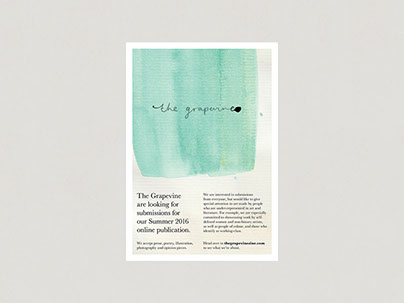 the grapevine
The Grapevine
are looking for
submissions for
our Summer 2016
online publication.
We accept prose, poetry, illustration,
photography and opinion pieces.
We are interested in submissions
from everyone, but would like to give
special attention to art made by people
who are underrepresented in art and
literature. For example, we are especially
committed to showcasing work by self-
defined women and non-binary artists,
as well as people of colour, and those who
identify as working-class.
Head over to thegrapevinezine.com
to see what we're about.